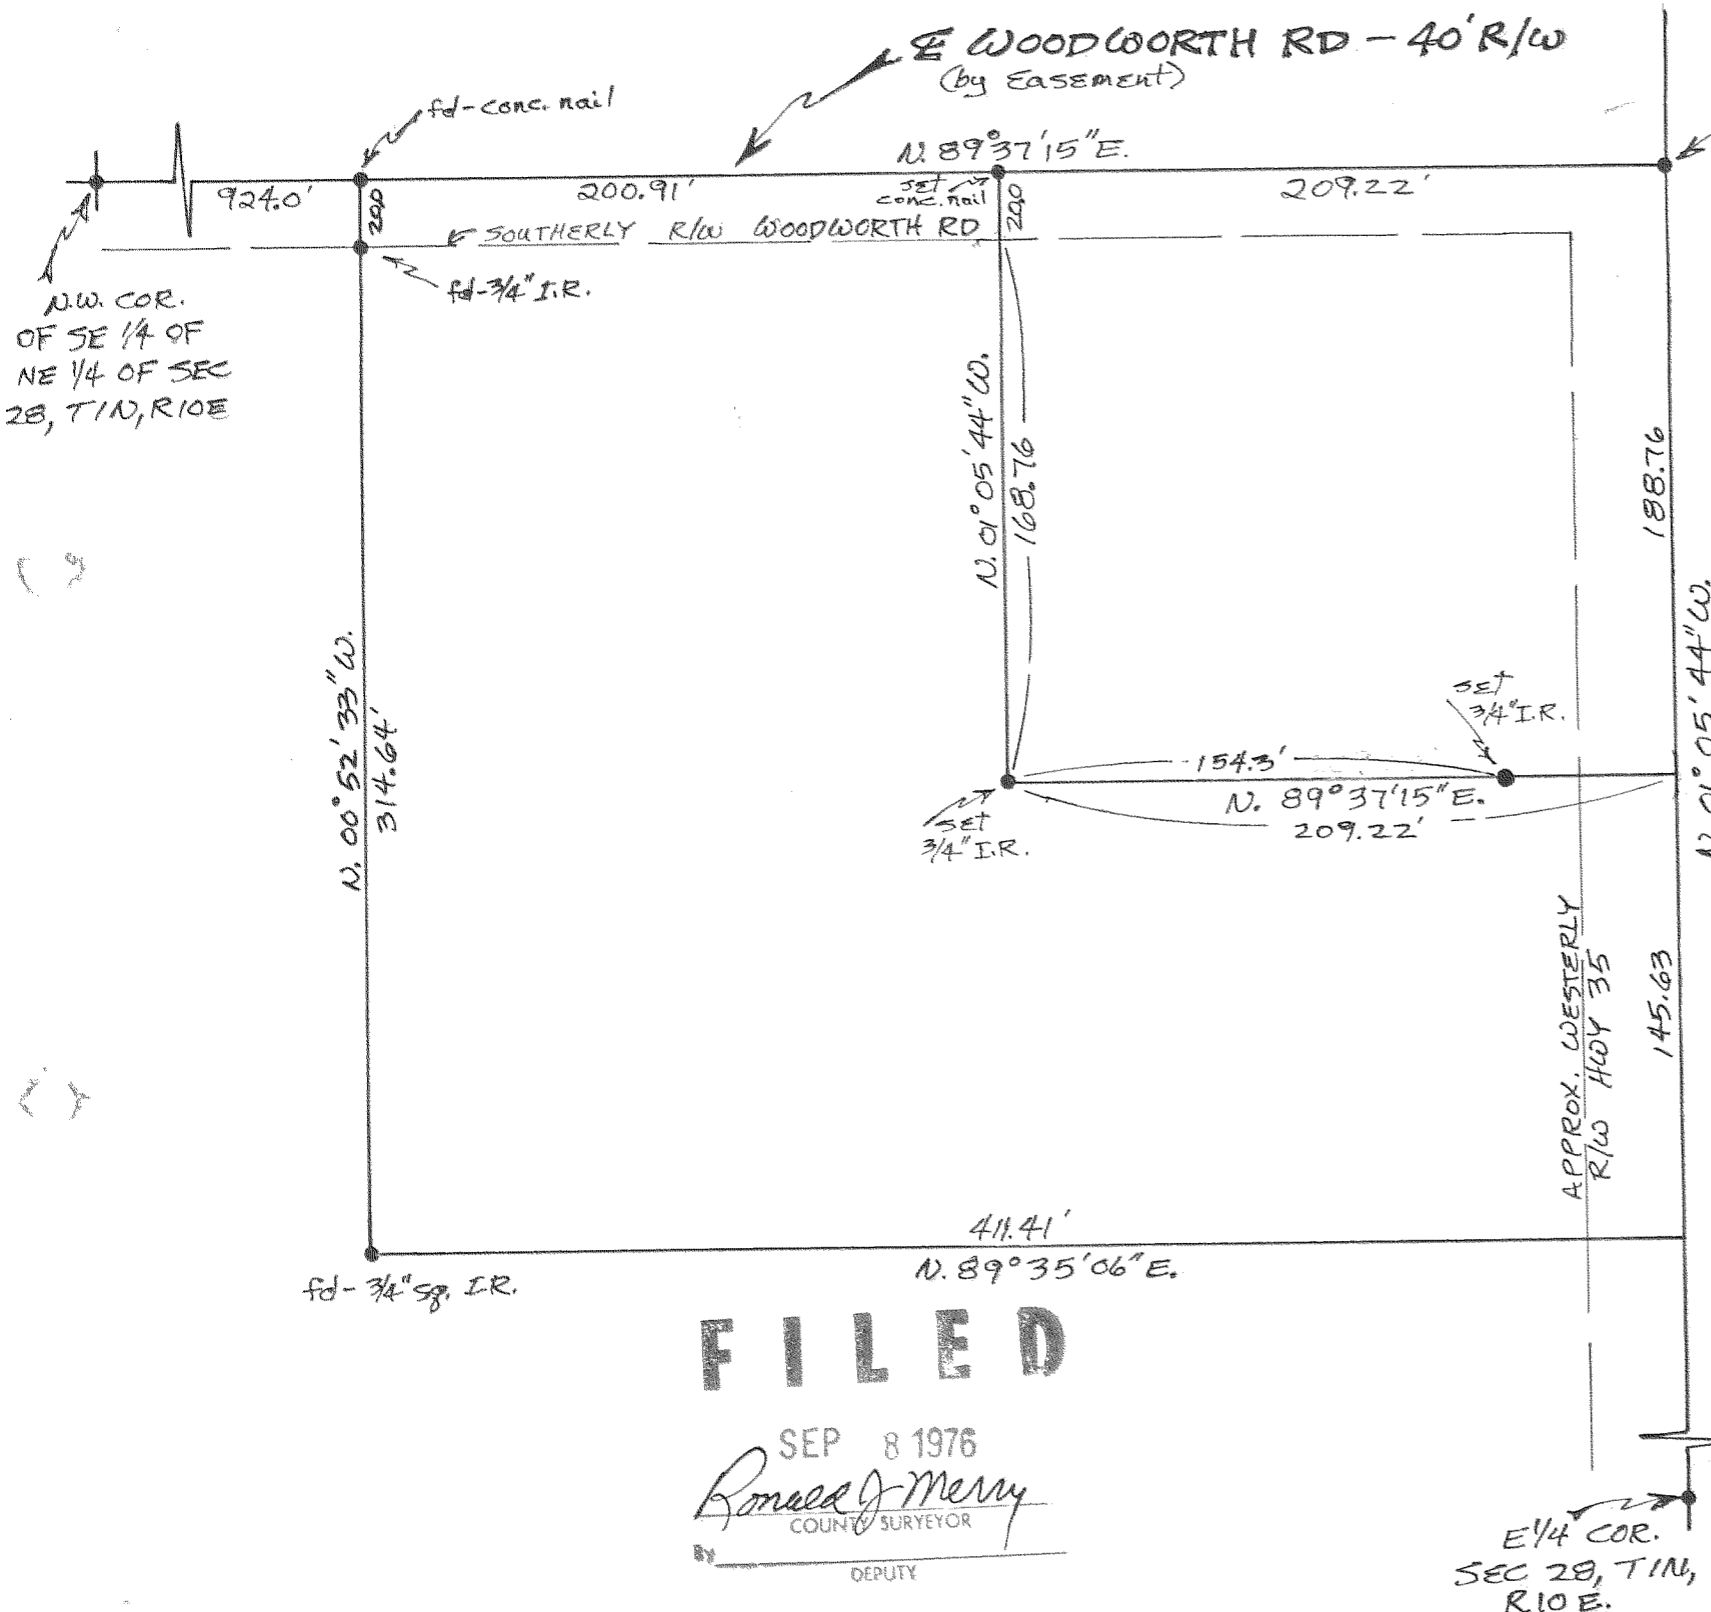 ℄ WOODWORTH RD - 40' R/W
(by Easement)
fd-conc. nail
N. 89°37'15"E.
924.0'
200.91'
209.22'
set
conc. nail
20.0
20.0
SOUTHERLY R/W WOODWORTH RD
fd-3/4" I.R.
N.W. COR.
OF SE 1/4 OF
NE 1/4 OF SEC
28, T1N, R10E
N. 01°05'44"W.
168.76
188.76
N. 01°05'44"W.
N. 00°52'33"W.
314.64'
set
3/4" I.R.
154.3'
N. 89°37'15"E.
209.22'
set
3/4" I.R.
APPROX. WESTERLY
R/W HWY 35
145.63
411.41'
N. 89°35'06"E.
fd-3/4" sq. I.R.
FILED
SEP 8 1976
Ronald J. Merry
COUNTY SURVEYOR
BY
DEPUTY
E 1/4 COR.
SEC 28, T1N,
R10E.